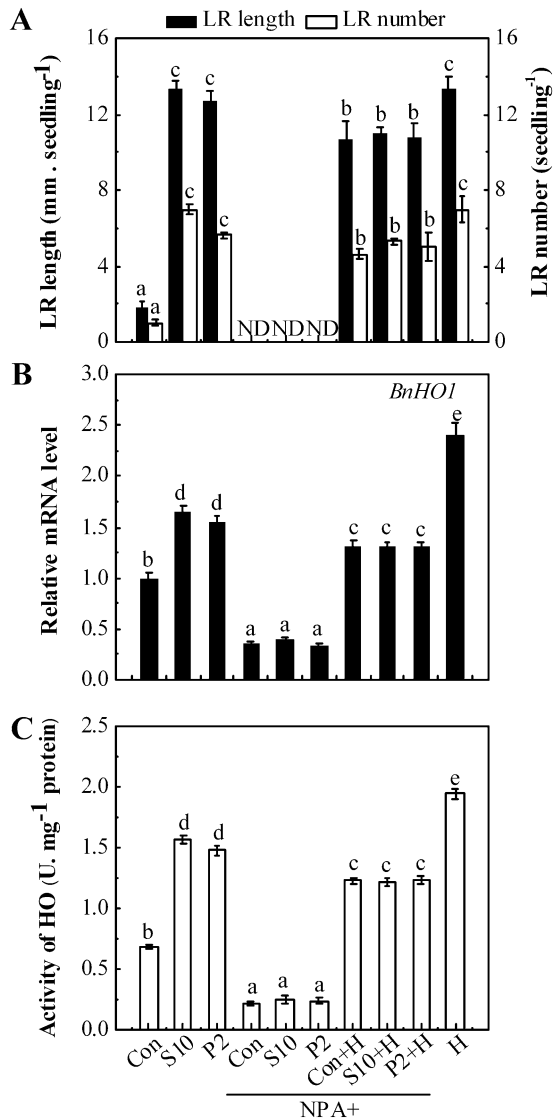 A
LR length LR number
16 16
12 12
8 8
4 4
0 0
LR length (mm . seedling-1)
LR number (seedling-1)
a a c c c c ND ND ND b b b b b b c c
B
BnHO1
3.0
2.5
2.0
1.5
1.0
0.5
0.0
Relative mRNA level
b d d a a a c c c e
C
2.5
2.0
1.5
1.0
0.5
0.0
Activity of HO (U. mg-1 protein)
b d d a a a c c c e
Con S10 P2 Con S10 P2 Con+H S10+H P2+H H
NPA+